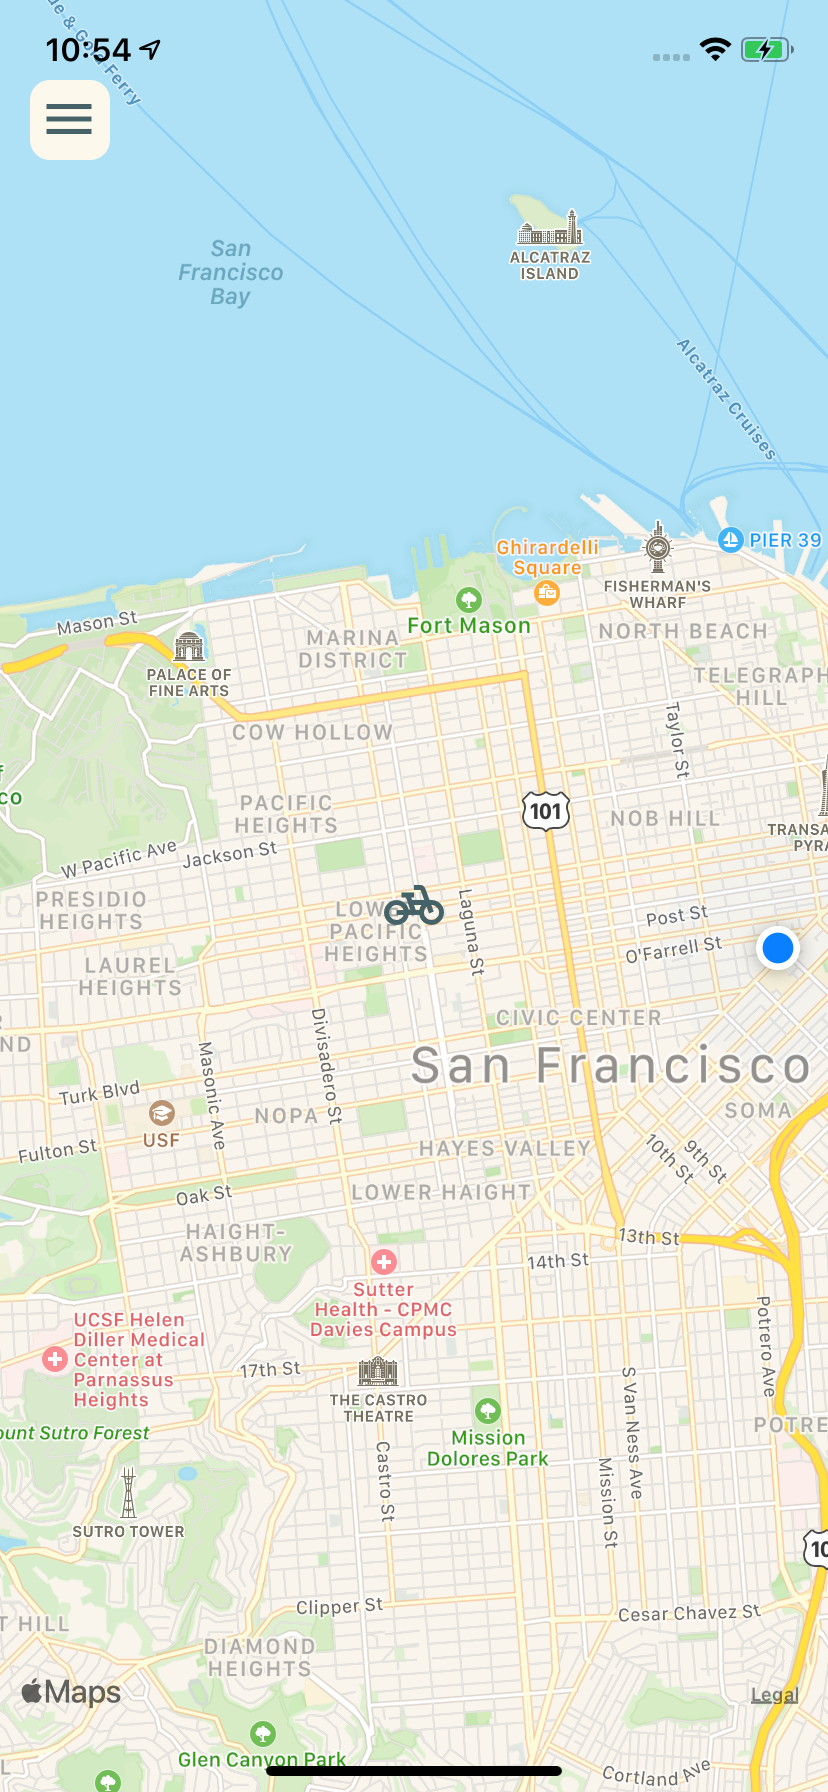 10:54
Ferry
San
Francisco
Bay
ALCATRAZ
ISLAND
Alcatraz Cruises
PIER 39
Ghirardelli
Square
FISHERMAN'S
WHARF
Mason St
Fort Mason
NORTH BEACH
MARINA
DISTRICT
PALACE OF
FINE ARTS
TELEGRAPH
HILL
Taylor St
COW HOLLOW
PACIFIC
HEIGHTS
101
NOB HILL
W Pacific Ave
Jackson St
PRESIDIO
HEIGHTS
PACIFIC
HEIGHTS
Laguna St
Post St
O'Farrell St
LAUREL
HEIGHTS
CIVIC CENTER
Divisadero St
Masonic Ave
San Francisco
Turk Blvd
USF
NOPA
SOMA
Fulton St
HAYES VALLEY
10th St
9th St
Oak St
LOWER HEIGHT
HAIGHT-
ASHBURY
13th St
14th St
Sutter
Health - CPMC
Davies Campus
UCSF Helen
Diller Medical
Center at
Parnassus
Heights
Potrero Ave
17th St
THE CASTRO
THEATRE
S Van Ness Ave
Mission
Dolores Park
POTRE
ount Sutro Forest
Castro St
Mission St
SUTRO TOWER
10
Clipper St
Cesar Chavez St
T HILL
DIAMOND
HEIGHTS
Maps
Legal
Glen Canyon Park
Cortland Ave